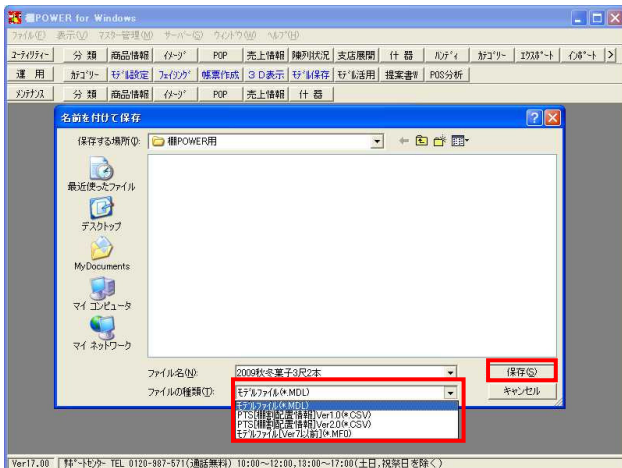 棚POWER for Windows
ファイル(F) 表示(V) マスター管理(M) サーバー(S) ウィンドウ(W) ヘルプ(H)
ユーティリティー 分 類 商品情報 イメージ POP 売上情報 陳列状況 支店展開 什 器 ハンディ カテゴリー エクスポート インポート
運 用 カテゴリー モデル設定 フェイシング 帳票作成 3D表示 モデル保存 モデル活用 提案書W POS分析
メンテナンス 分 類 商品情報 イメージ POP 売上情報 什 器
名前を付けて保存
保存する場所(I): 棚POWER用
最近使ったファイル
デスクトップ
MyDocuments
マイ コンピュータ
マイ ネットワーク
ファイル名(N): 2009秋冬菓子3尺2本 保存(S)
ファイルの種類(T): モデルファイル(*.MDL) キャンセル
モデルファイル(*.MDL)
PTS[棚割配置情報]Ver1.0(*.CSV)
PTS[棚割配置情報]Ver2.0(*.CSV)
モデルファイル[Ver7以前](*.MF0)
Ver17.00 サポートセンター TEL 0120-987-571(通話無料) 10:00〜12:00,13:00〜17:00(土日,祝祭日を除く)